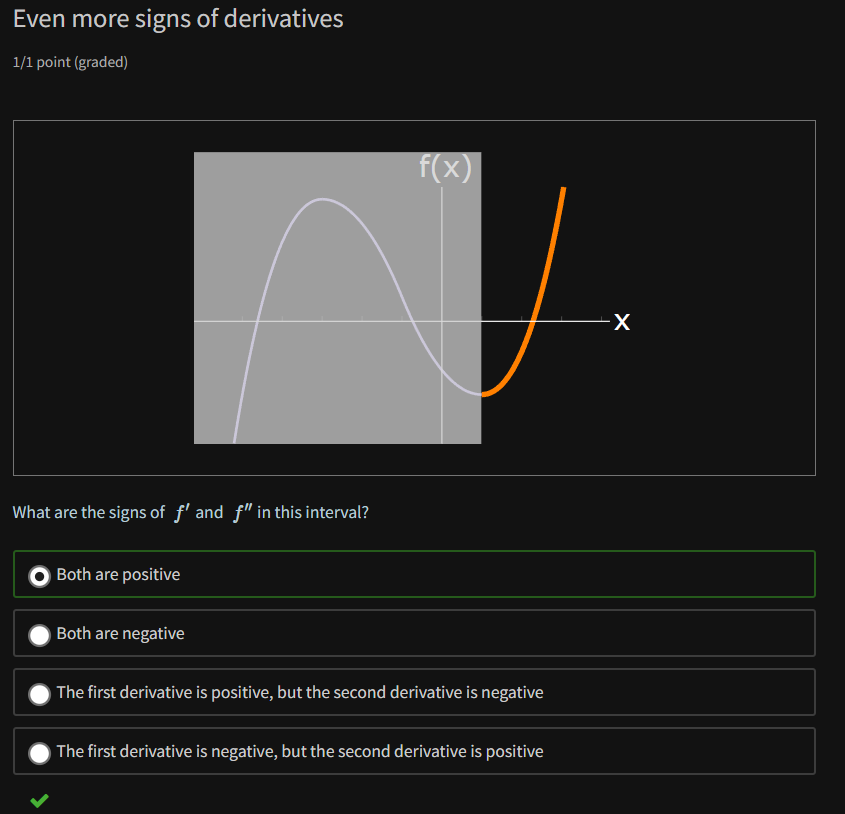 Even more signs of derivatives
1/1 point (graded)
f(x)
x
What are the signs of f′ and f″ in this interval?
Both are positive
Both are negative
The first derivative is positive, but the second derivative is negative
The first derivative is negative, but the second derivative is positive